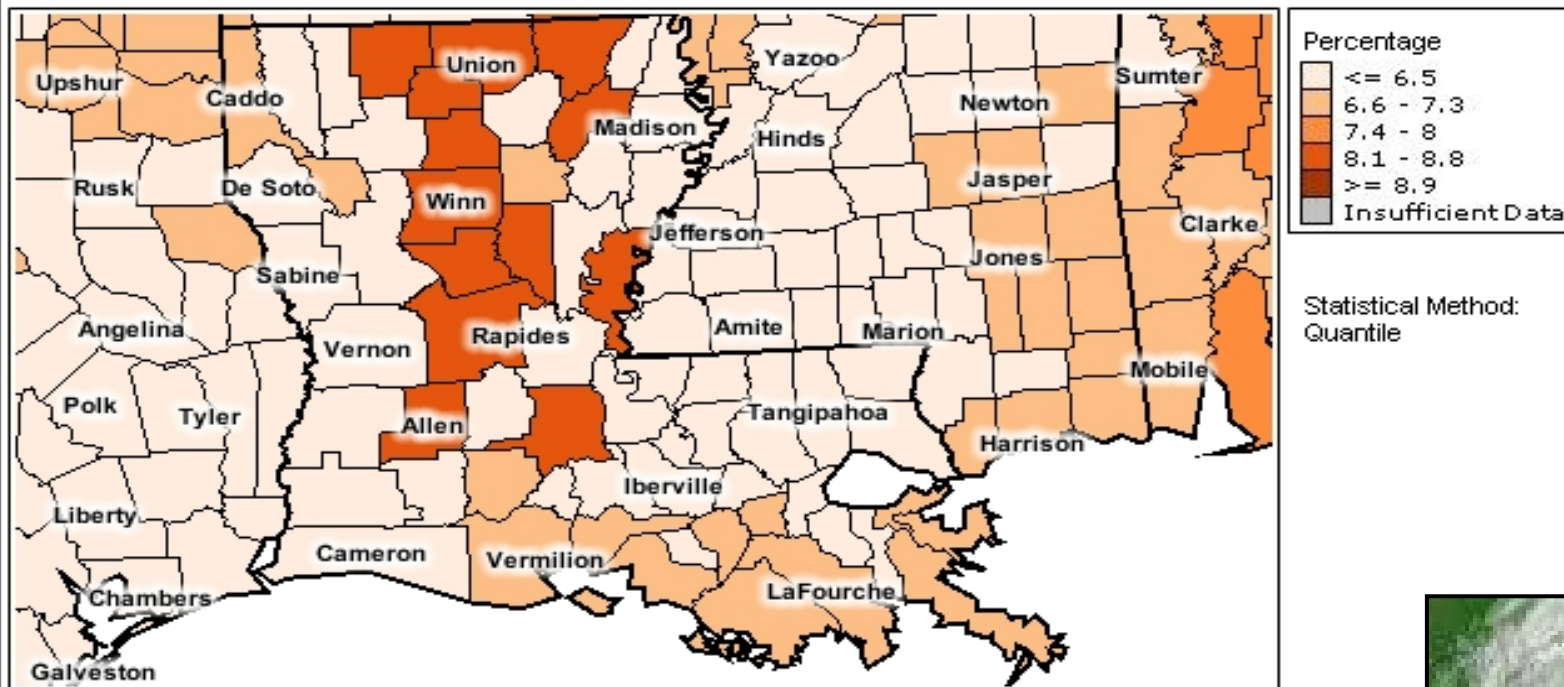 Union
Yazoo
Upshur
Sumter
Caddo
Newton
Madison
Hinds
Rusk
De Soto
Jasper
Winn
Clarke
Jefferson
Jones
Sabine
Angelina
Rapides
Amite
Marion
Vernon
Mobile
Polk
Tyler
Allen
Tangipahoa
Harrison
Iberville
Liberty
Cameron
Vermilion
Chambers
LaFourche
Galveston
Percentage
<= 6.5
6.6 - 7.3
7.4 - 8
8.1 - 8.8
>= 8.9
Insufficient Data
Statistical Method:
Quantile